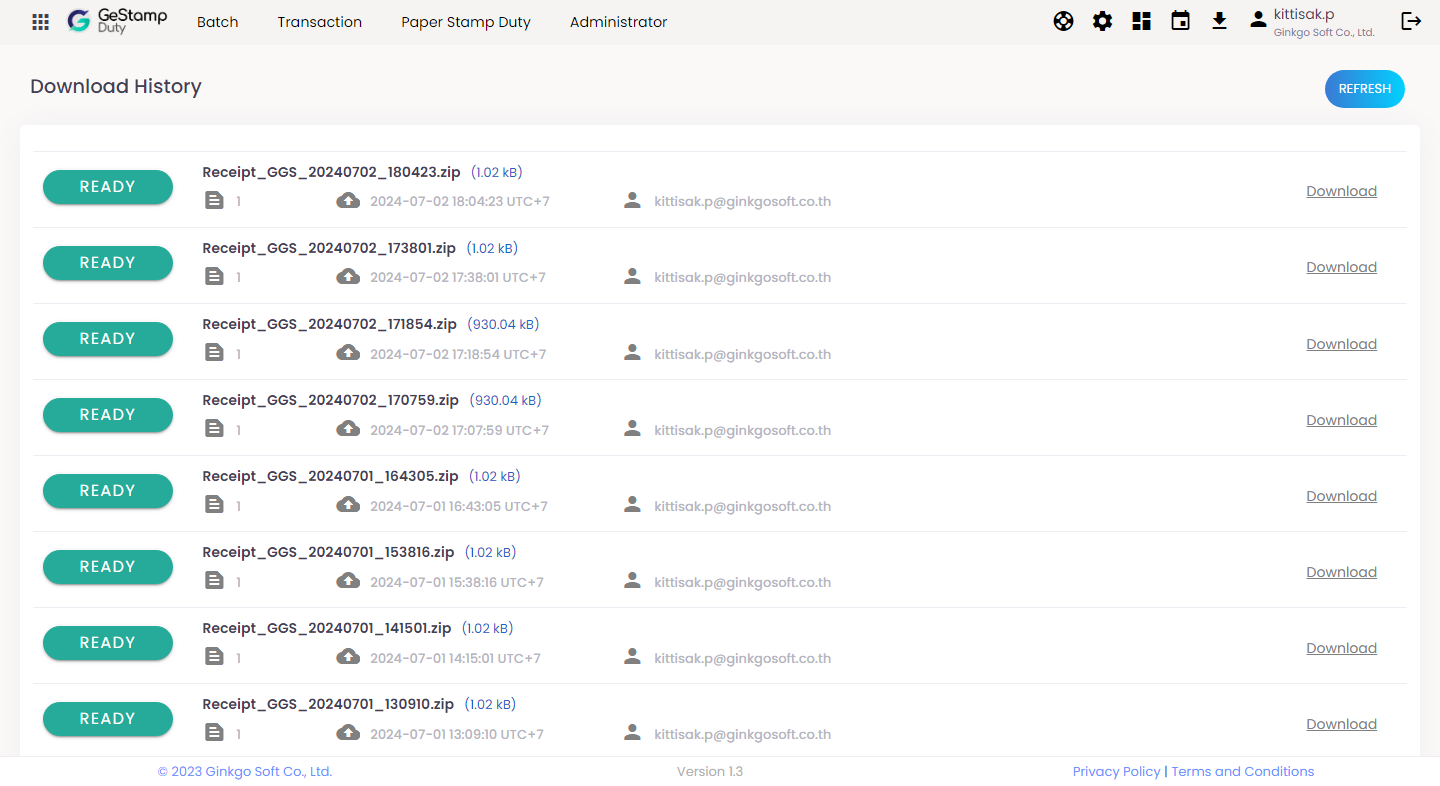 GeStamp Duty Batch Transaction Paper Stamp Duty Administrator kittisak.p
Ginkgo Soft Co., Ltd.
Download History REFRESH
READY Receipt_GGS_20240702_180423.zip (1.02 kB)
1 2024-07-02 18:04:23 UTC+7 kittisak.p@ginkgosoft.co.th Download
READY Receipt_GGS_20240702_173801.zip (1.02 kB)
1 2024-07-02 17:38:01 UTC+7 kittisak.p@ginkgosoft.co.th Download
READY Receipt_GGS_20240702_171854.zip (930.04 kB)
1 2024-07-02 17:18:54 UTC+7 kittisak.p@ginkgosoft.co.th Download
READY Receipt_GGS_20240702_170759.zip (930.04 kB)
1 2024-07-02 17:07:59 UTC+7 kittisak.p@ginkgosoft.co.th Download
READY Receipt_GGS_20240701_164305.zip (1.02 kB)
1 2024-07-01 16:43:05 UTC+7 kittisak.p@ginkgosoft.co.th Download
READY Receipt_GGS_20240701_153816.zip (1.02 kB)
1 2024-07-01 15:38:16 UTC+7 kittisak.p@ginkgosoft.co.th Download
READY Receipt_GGS_20240701_141501.zip (1.02 kB)
1 2024-07-01 14:15:01 UTC+7 kittisak.p@ginkgosoft.co.th Download
READY Receipt_GGS_20240701_130910.zip (1.02 kB)
1 2024-07-01 13:09:10 UTC+7 kittisak.p@ginkgosoft.co.th Download
© 2023 Ginkgo Soft Co., Ltd. Version 1.3 Privacy Policy | Terms and Conditions